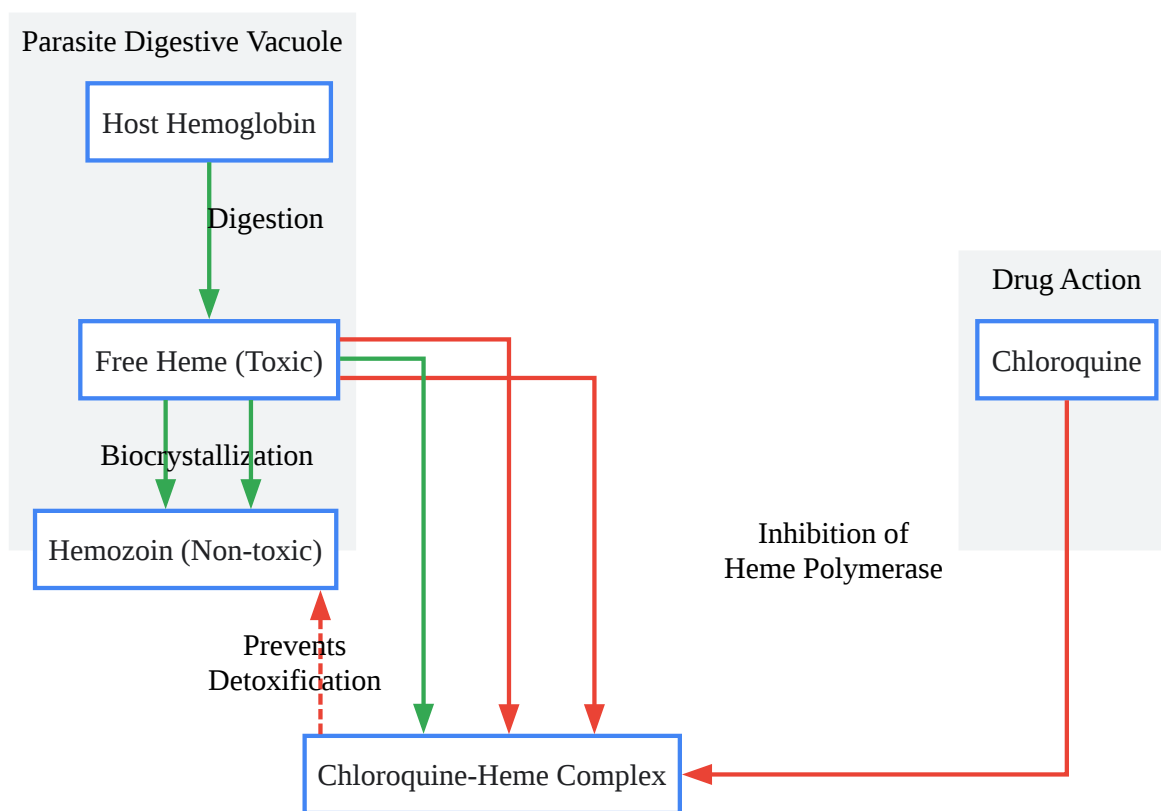 Parasite Digestive Vacuole
Host Hemoglobin
Digestion
Drug Action
Free Heme (Toxic)
Chloroquine
Biocrystallization
Hemozoin (Non-toxic)
Inhibition of
Heme Polymerase
Prevents
Detoxification
Chloroquine-Heme Complex